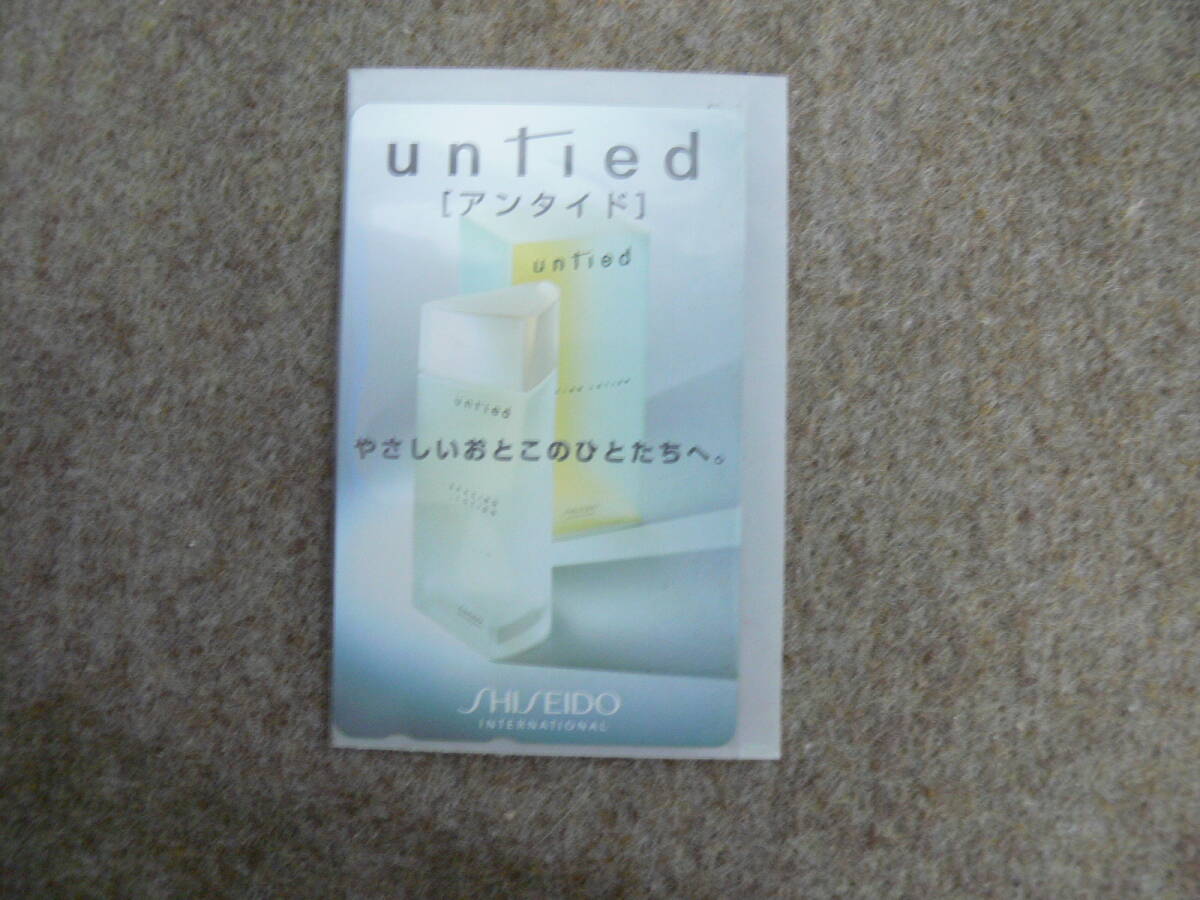 untied
[アンタイド]
untied
untied
やさしいおとこのひとたちへ。
SHISEIDO
INTERNATIONAL